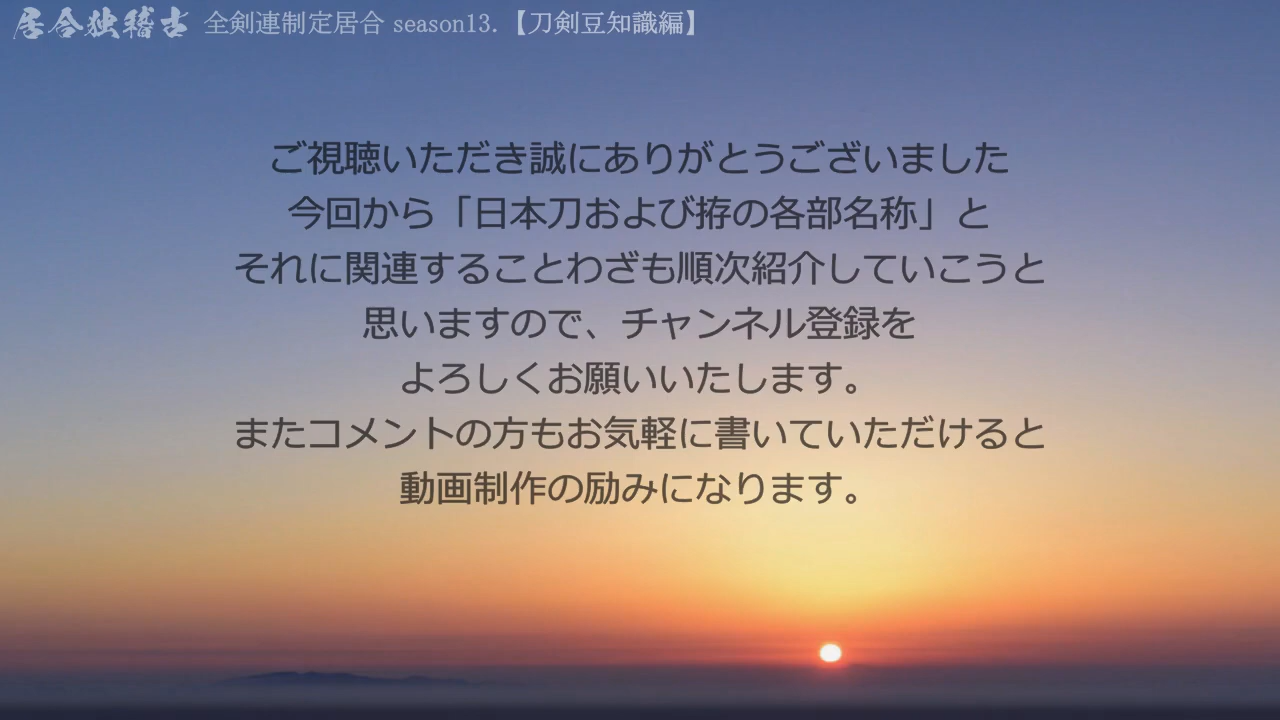 居合独稽古 全剣連制定居合 season13.【刀剣豆知識編】
ご視聴いただき誠にありがとうございました
今回から「日本刀および拵の各部名称」と
それに関連することわざも順次紹介していこうと
思いますので、チャンネル登録を
よろしくお願いいたします。
またコメントの方もお気軽に書いていただけると
動画制作の励みになります。